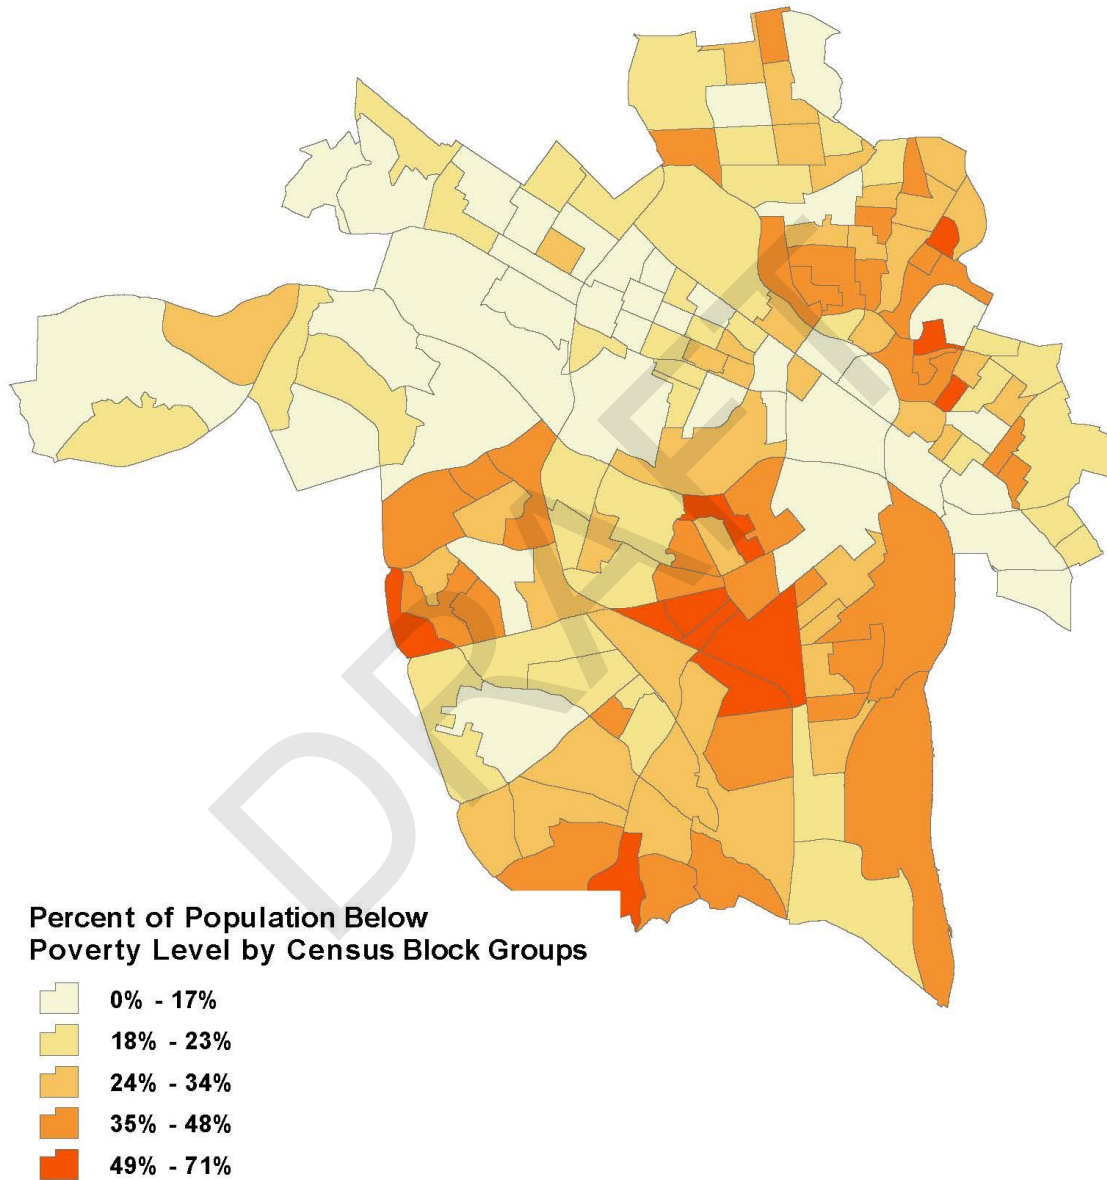 DRAFT
Percent of Population Below
Poverty Level by Census Block Groups
0% - 17%
18% - 23%
24% - 34%
35% - 48%
49% - 71%